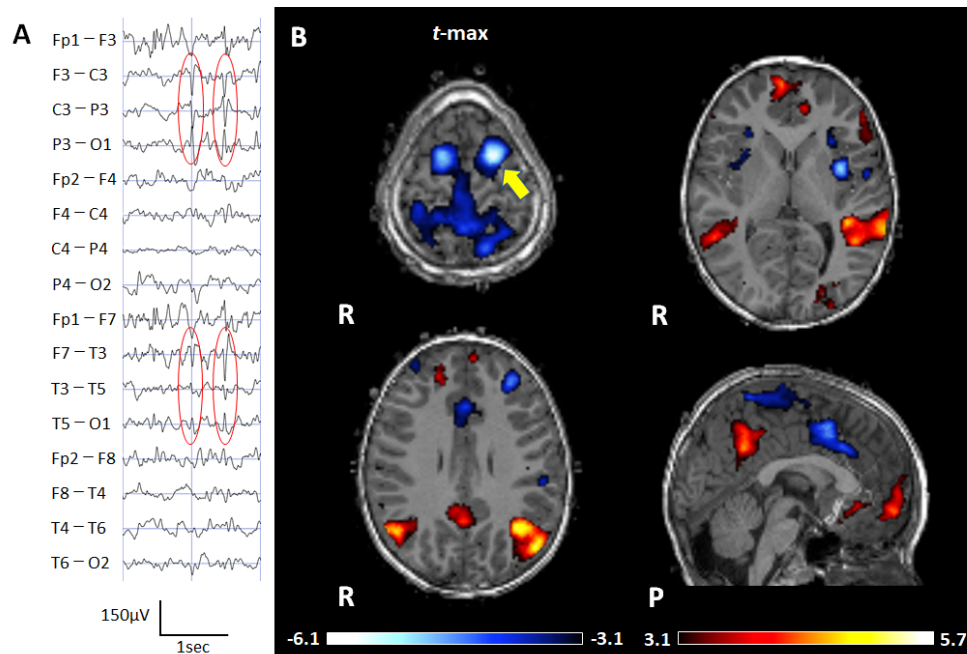 A
Fp1 – F3
F3 – C3
C3 – P3
P3 – O1
Fp2 – F4
F4 – C4
C4 – P4
P4 – O2
Fp1 – F7
F7 – T3
T3 – T5
T5 – O1
Fp2 – F8
F8 – T4
T4 – T6
T6 – O2
150μV
1sec
B
t-max
R
R
R
P
-6.1
-3.1
3.1
5.7